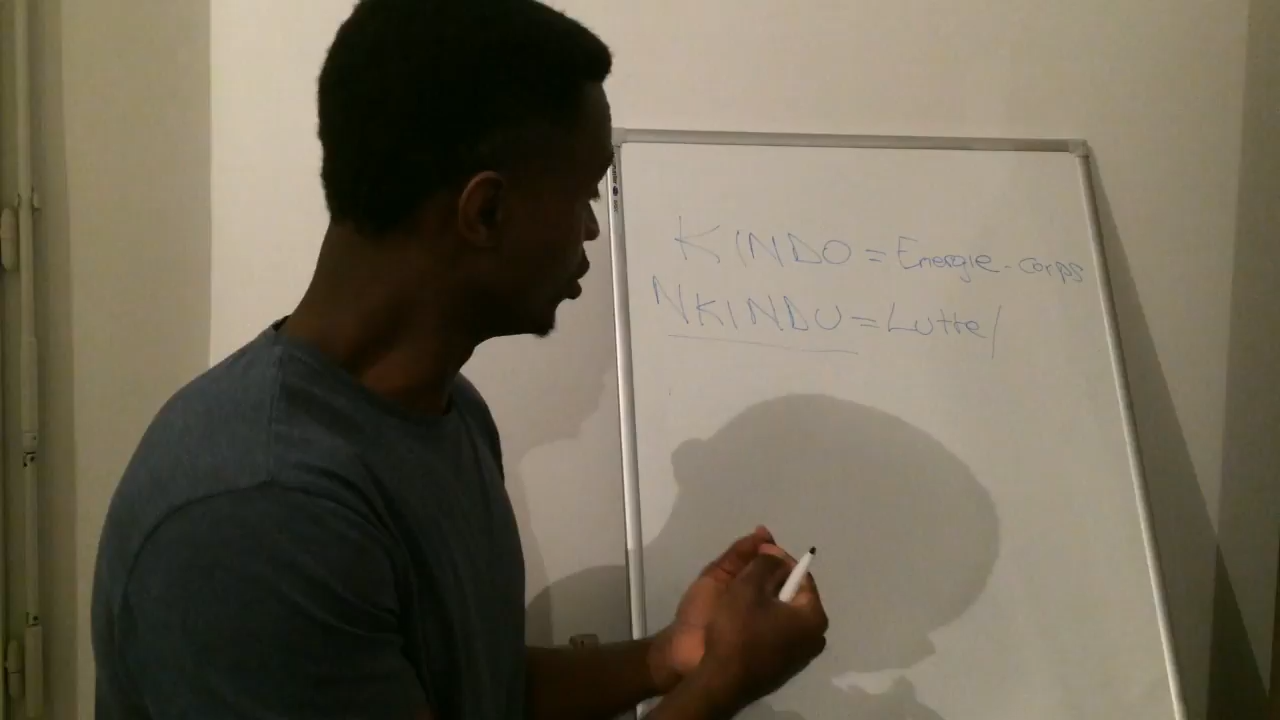 KINDO = Energie-corps
NKINDU = Lutte/